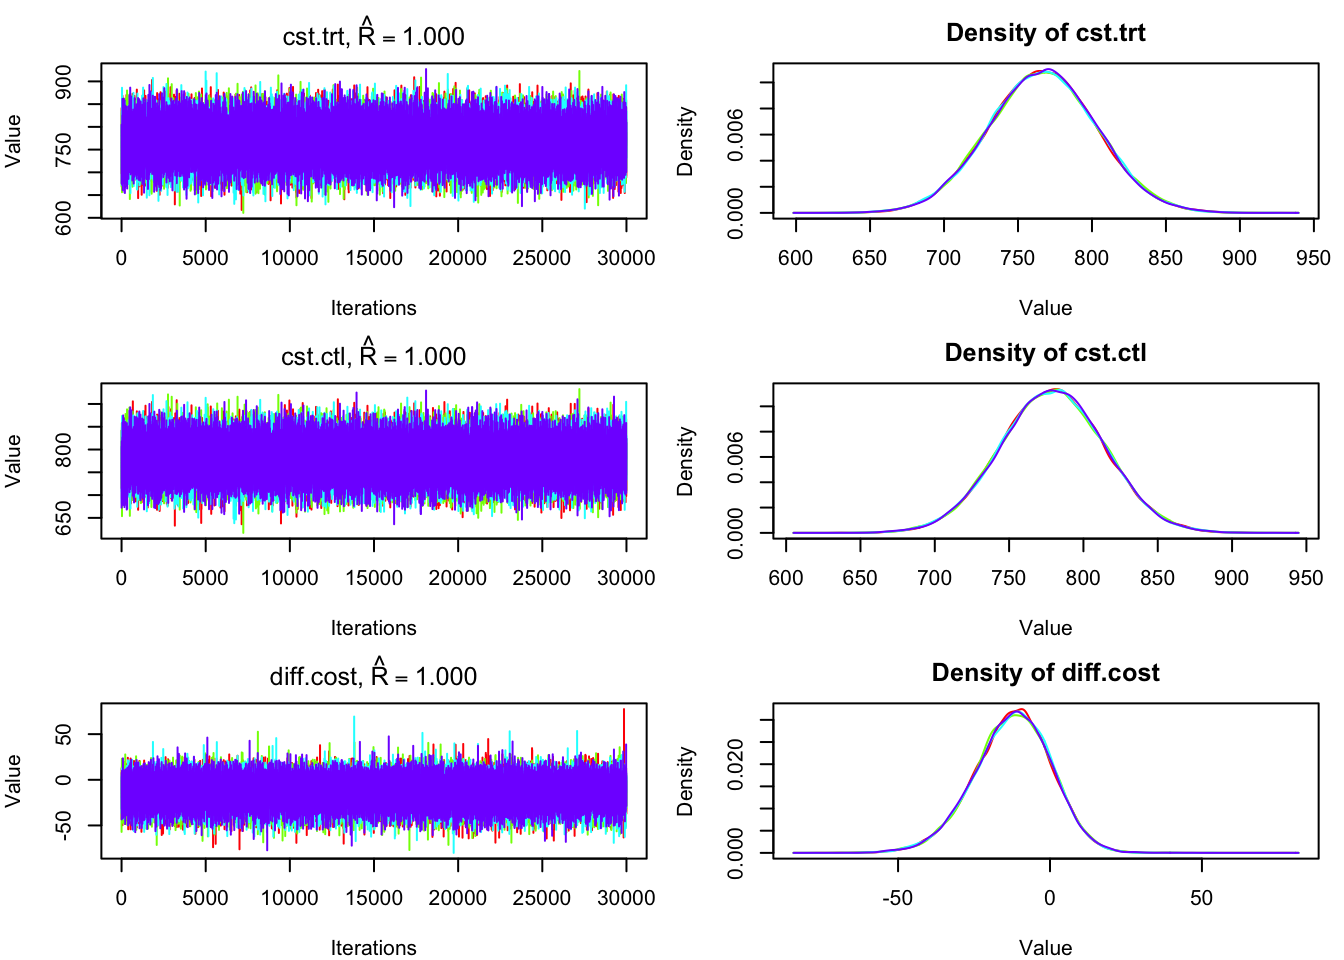 cst.trt, R̂ = 1.000
Value
600 750 900
0 5000 10000 15000 20000 25000 30000
Iterations
Density of cst.trt
Density
0.000 0.006
600 650 700 750 800 850 900 950
Value
cst.ctl, R̂ = 1.000
Value
650 800
0 5000 10000 15000 20000 25000 30000
Iterations
Density of cst.ctl
Density
0.000 0.006
600 650 700 750 800 850 900 950
Value
diff.cost, R̂ = 1.000
Value
-50 0 50
0 5000 10000 15000 20000 25000 30000
Iterations
Density of diff.cost
Density
0.000 0.020
-50 0 50
Value